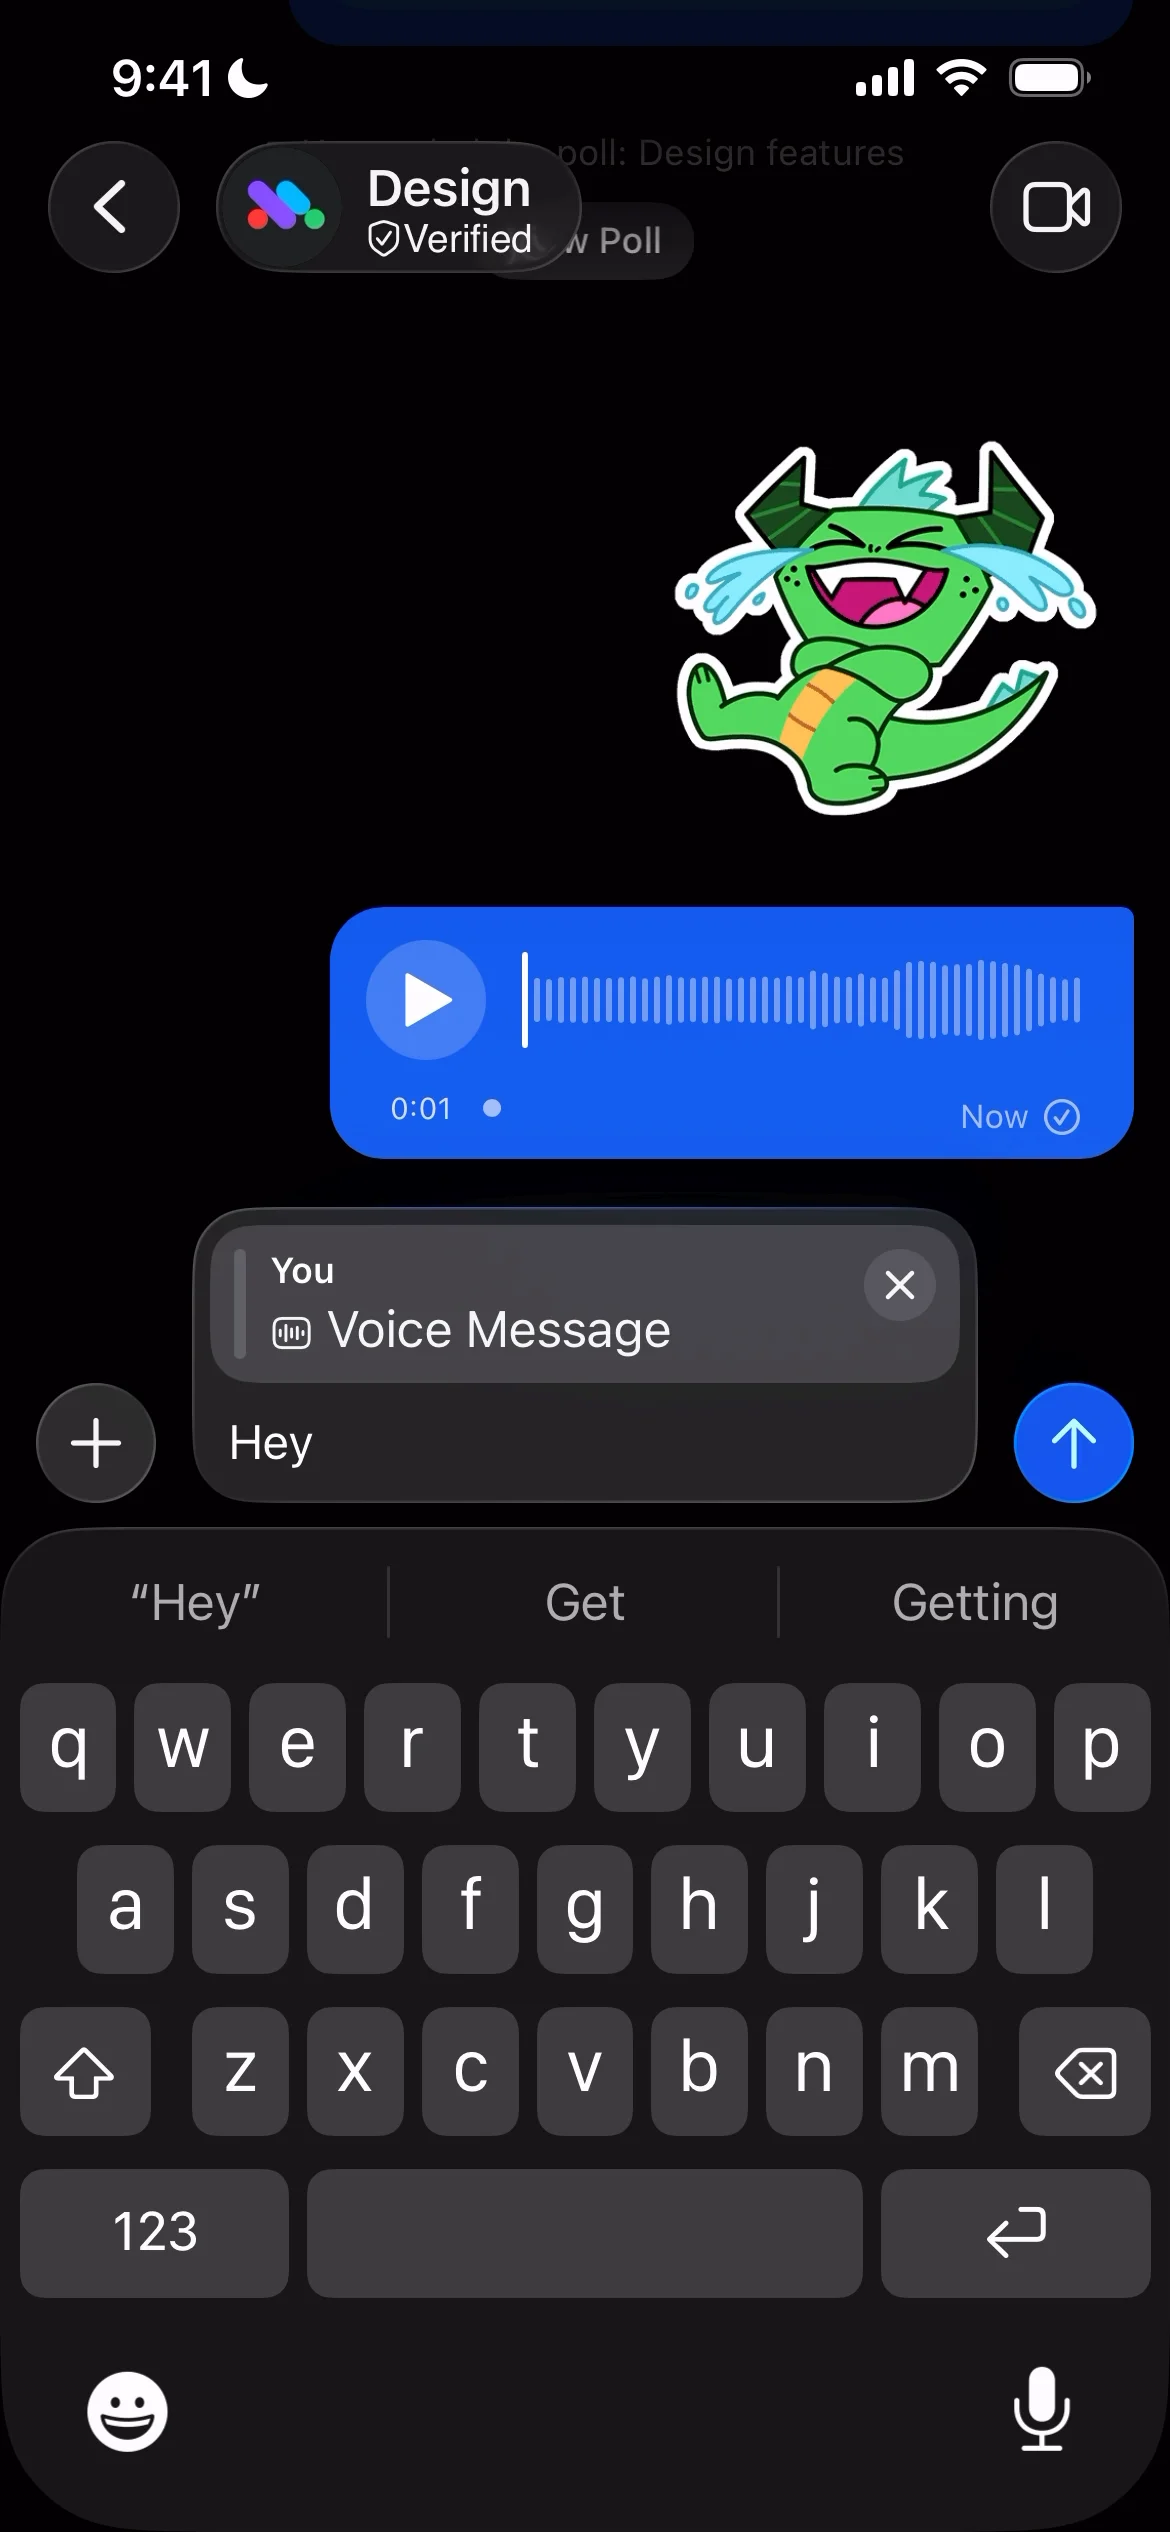 9:41
poll: Design features
Design
Verified
w Poll
0:01
Now
You
Voice Message
Hey
“Hey” Get Getting
q w e r t y u i o p
a s d f g h j k l
z x c v b n m
123